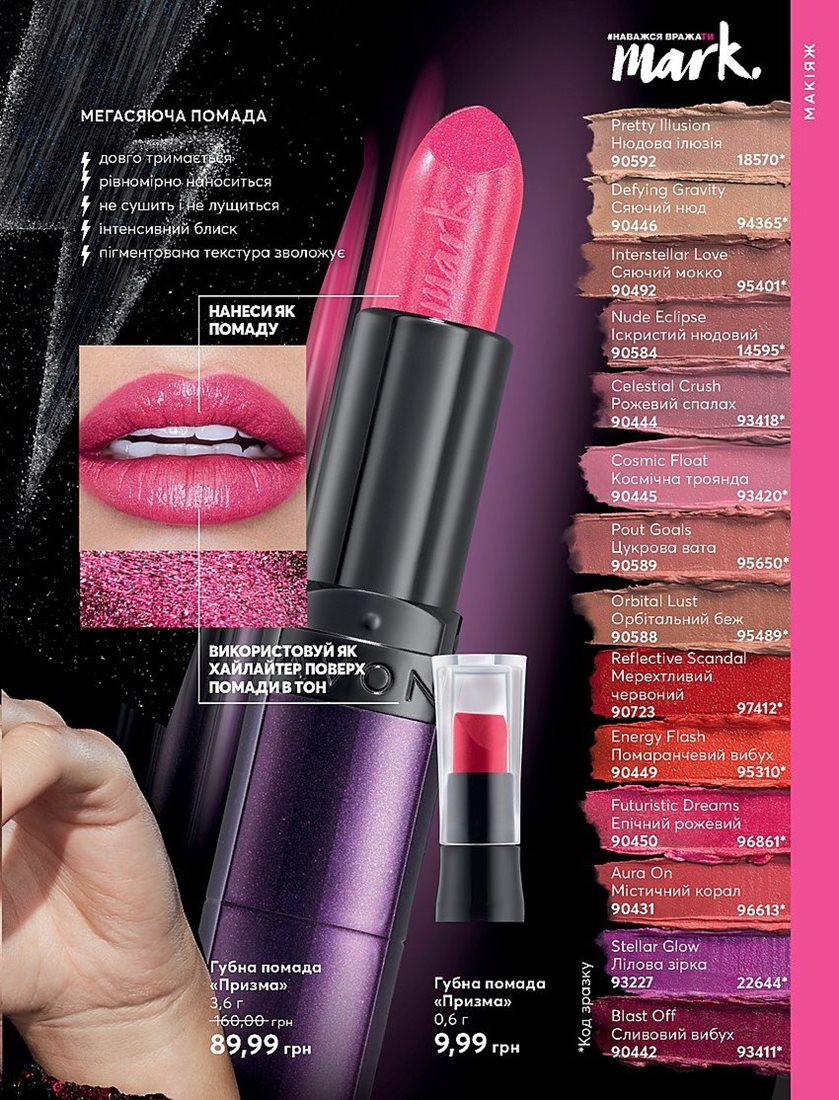 #НАВАЖСЯ ВРАЖАТИ
mark.
МАКІЯЖ
МЕГАСЯЮЧА ПОМАДА
довго тримається
рівномірно наноситься
не сушить і не лущиться
інтенсивний блиск
пігментована текстура зволожує
НАНЕСИ ЯК
ПОМАДУ
mark.
ВИКОРИСТОВУЙ ЯК
ХАЙЛАЙТЕР ПОВЕРХ
ПОМАДИ В ТОН
AVON
Pretty Illusion
Нюдова ілюзія
90592 18570*
Defying Gravity
Сяючий нюд
90446 94365*
Interstellar Love
Сяючий мокко
90492 95401*
Nude Eclipse
Іскристий нюдовий
90584 14595*
Celestial Crush
Рожевий спалах
90444 93418*
Cosmic Float
Космічна троянда
90445 93420*
Pout Goals
Цукрова вата
90589 95650*
Orbital Lust
Орбітальний беж
90588 95489*
Reflective Scandal
Мерехтливий
червоний
90723 97412*
Energy Flash
Помаранчевий вибух
90449 95310*
Futuristic Dreams
Епічний рожевий
90450 96861*
Aura On
Містичний корал
90431 96613*
Stellar Glow
Лілова зірка
93227 22644*
Blast Off
Сливовий вибух
90442 93411*
*Код зразку
Губна помада
«Призма»
3,6 г
160,00 грн
89,99 грн
Губна помада
«Призма»
0,6 г
9,99 грн